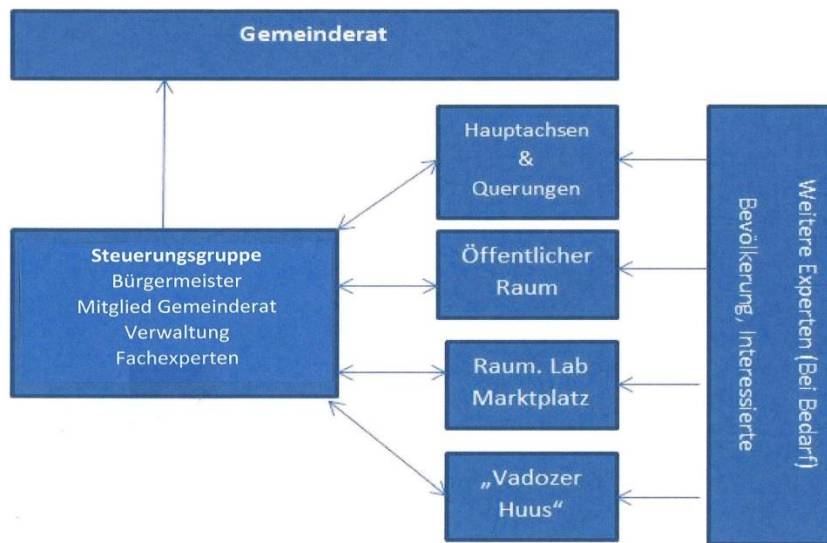 Gemeinderat
Hauptachsen
&
Querungen
Steuerungsgruppe
Bürgermeister
Mitglied Gemeinderat
Verwaltung
Fachexperten
Öffentlicher
Raum
Raum. Lab
Marktplatz
„Vadozer
Huus“
Weitere Experten (Bei Bedarf)
Bevölkerung, Interessierte